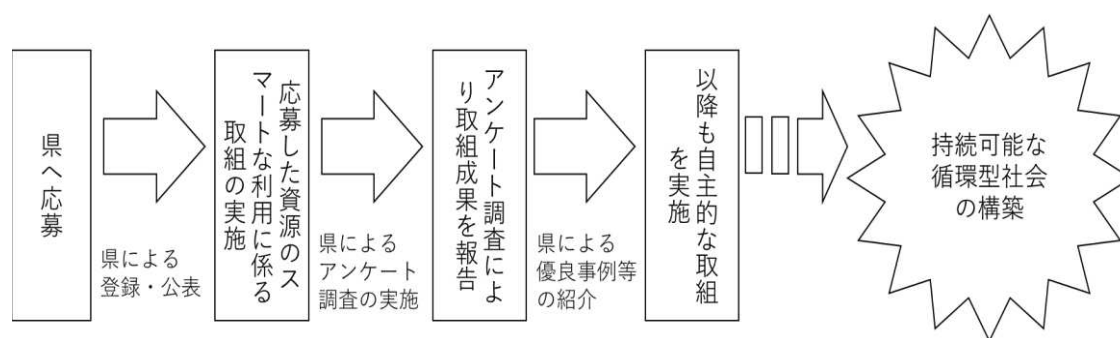 県へ応募
県による
登録・公表
応募した資源のス
マートな利用に係る
取組の実施
県による
アンケート
調査の実施
アンケート調査によ
り取組成果を報告
県による
優良事例等
の紹介
以降も自主的な取組
を実施
持続可能な
循環型社会
の構築